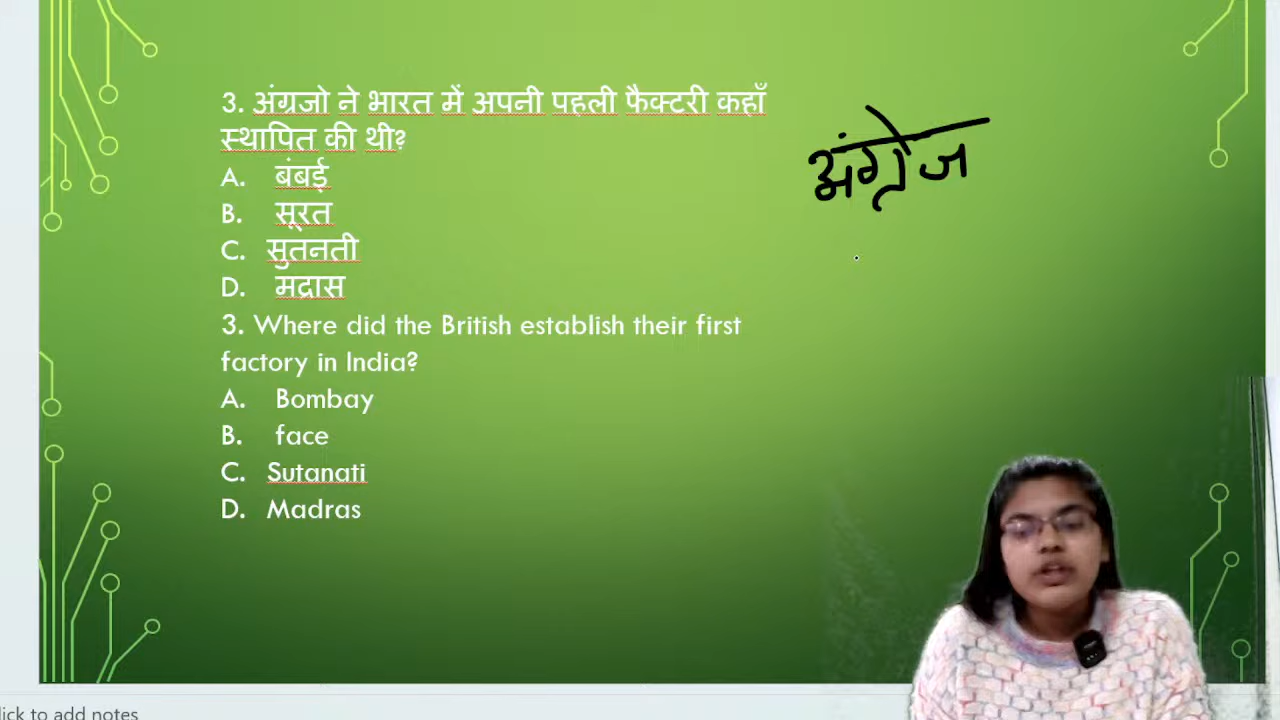 3. अंग्रजो ने भारत में अपनी पहली फैक्टरी कहाँ
स्थापित की थी?
A. बंबई
B. सूरत
C. सुतनती
D. मद्रास
3. Where did the British establish their first
factory in India?
A. Bombay
B. face
C. Sutanati
D. Madras
अंग्रेज
lick to add notes